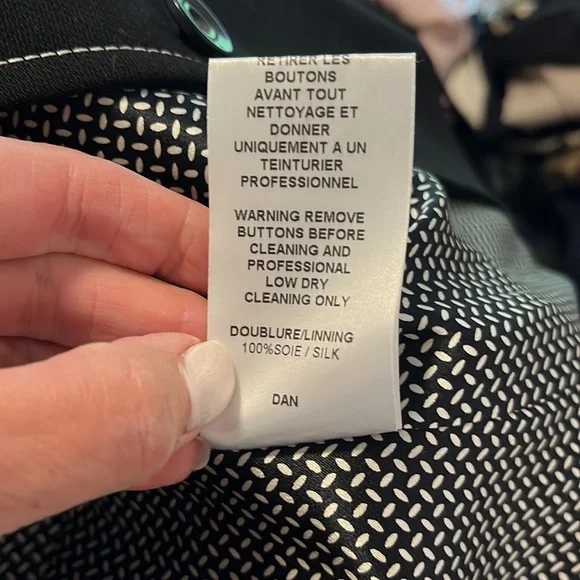 RETIRER LES
BOUTONS
AVANT TOUT
NETTOYAGE ET
DONNER
UNIQUEMENT A UN
TEINTURIER
PROFESSIONNEL
WARNING REMOVE
BUTTONS BEFORE
CLEANING AND
PROFESSIONAL
LOW DRY
CLEANING ONLY
DOUBLURE/LINNING
100%SOIE / SILK
DAN